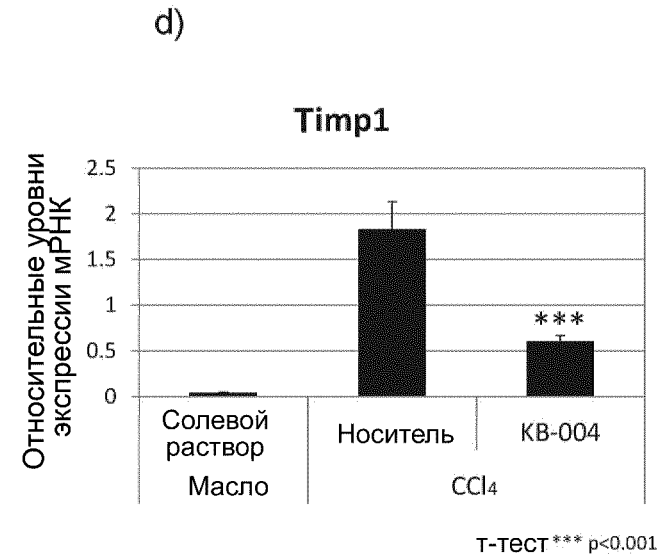 d)
Timp1
Относительные уровни
экспрессии мРНК
2.5
2
1.5
1
0.5
0
***
Солевой
раствор
Носитель
KB-004
Масло
CCl4
т-тест *** p<0.001